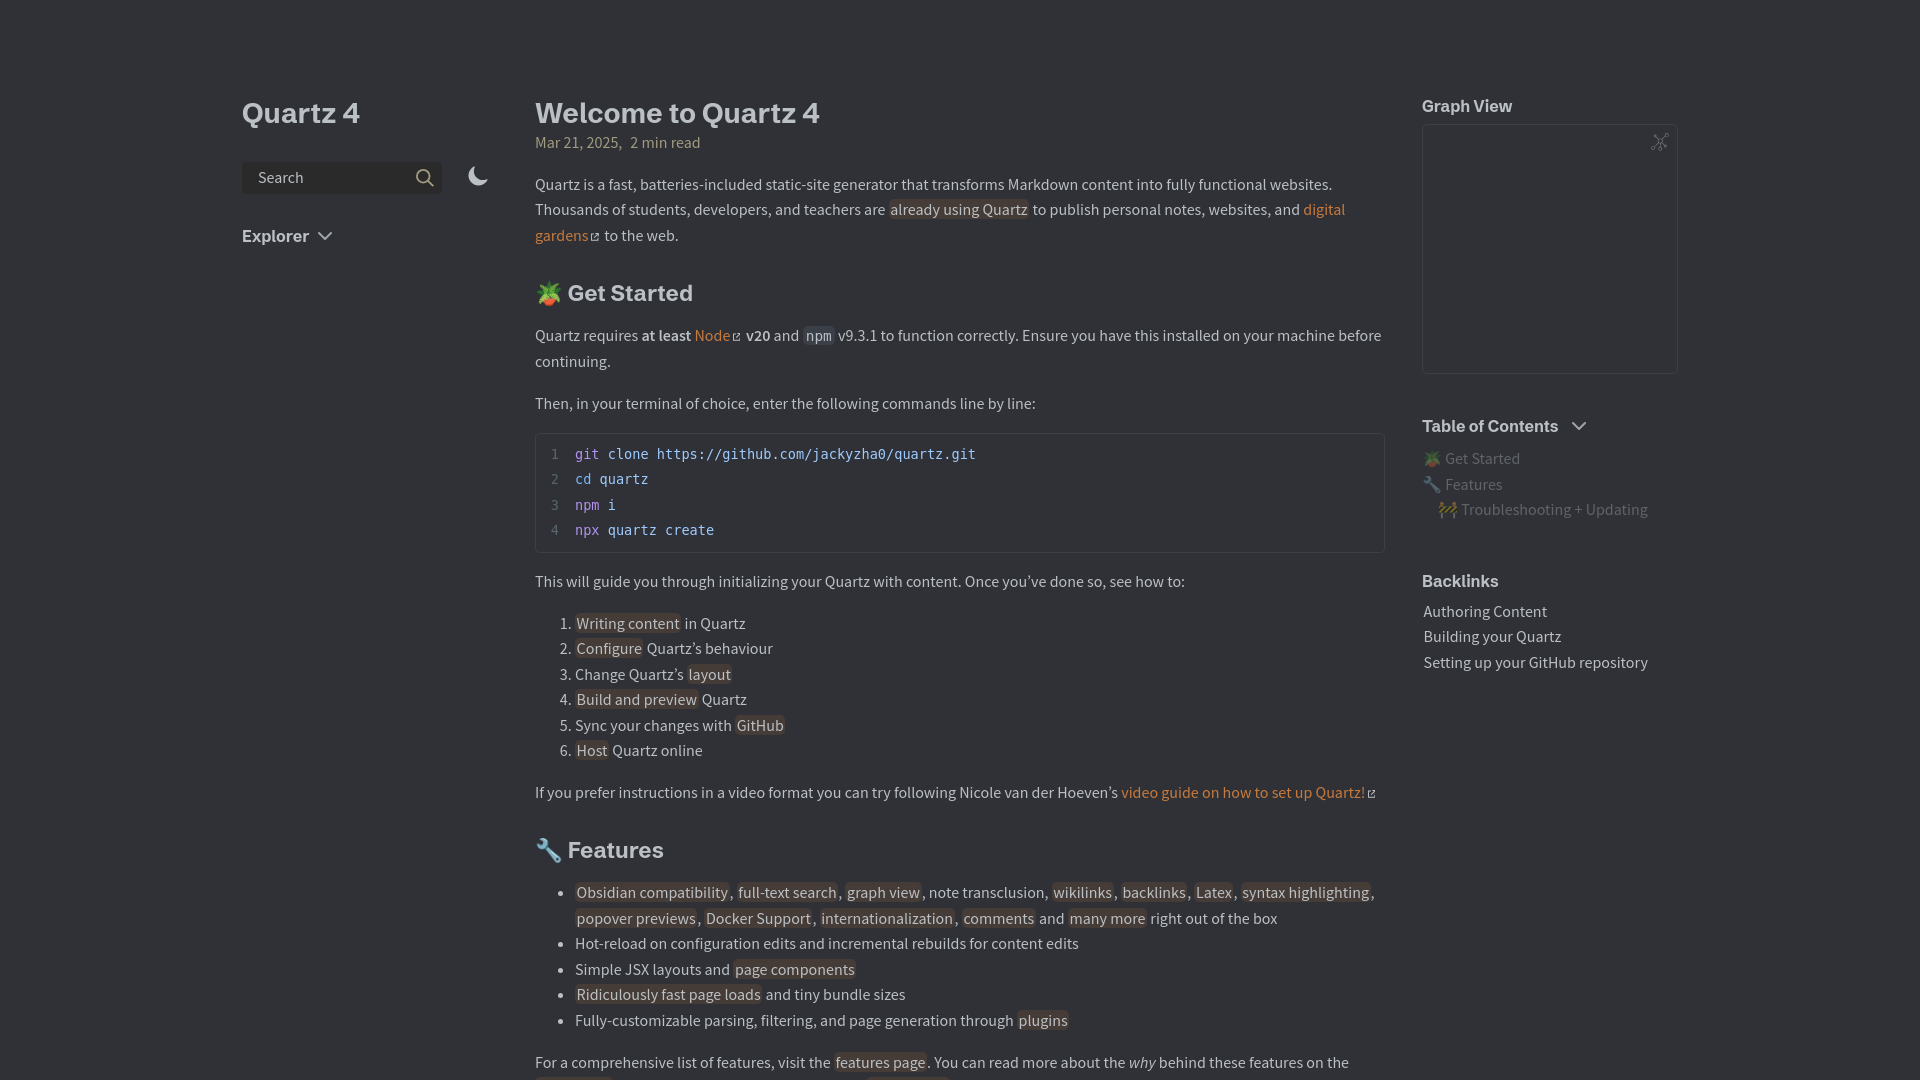 Quartz 4
Search
Explorer
Welcome to Quartz 4
Mar 21, 2025, 2 min read
Quartz is a fast, batteries-included static-site generator that transforms Markdown content into fully functional websites.
Thousands of students, developers, and teachers are already using Quartz to publish personal notes, websites, and digital
gardens to the web.
🪴 Get Started
Quartz requires at least Node v20 and npm v9.3.1 to function correctly. Ensure you have this installed on your machine before
continuing.
Then, in your terminal of choice, enter the following commands line by line:
1 git clone https://github.com/jackyzha0/quartz.git
2 cd quartz
3 npm i
4 npx quartz create
This will guide you through initializing your Quartz with content. Once you’ve done so, see how to:
1. Writing content in Quartz
2. Configure Quartz’s behaviour
3. Change Quartz’s layout
4. Build and preview Quartz
5. Sync your changes with GitHub
6. Host Quartz online
If you prefer instructions in a video format you can try following Nicole van der Hoeven’s video guide on how to set up Quartz!
🔧 Features
• Obsidian compatibility, full-text search, graph view, note transclusion, wikilinks, backlinks, Latex, syntax highlighting,
popover previews, Docker Support, internationalization, comments and many more right out of the box
• Hot-reload on configuration edits and incremental rebuilds for content edits
• Simple JSX layouts and page components
• Ridiculously fast page loads and tiny bundle sizes
• Fully-customizable parsing, filtering, and page generation through plugins
For a comprehensive list of features, visit the features page. You can read more about the why behind these features on the
Graph View
Table of Contents
🪴 Get Started
🔧 Features
🚧 Troubleshooting + Updating
Backlinks
Authoring Content
Building your Quartz
Setting up your GitHub repository